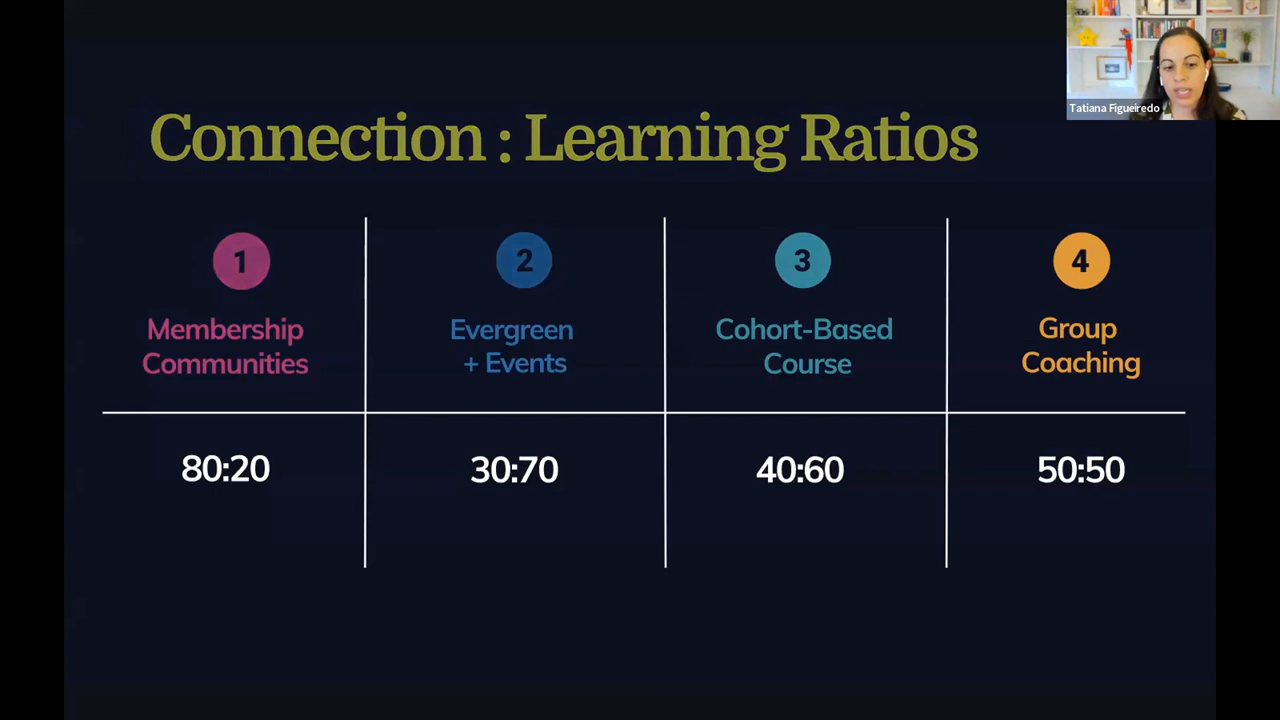 Tatiana Figueiredo
Connection : Learning Ratios
1
2
3
4
Membership
Communities
Evergreen
+ Events
Cohort-Based
Course
Group
Coaching
80:20
30:70
40:60
50:50